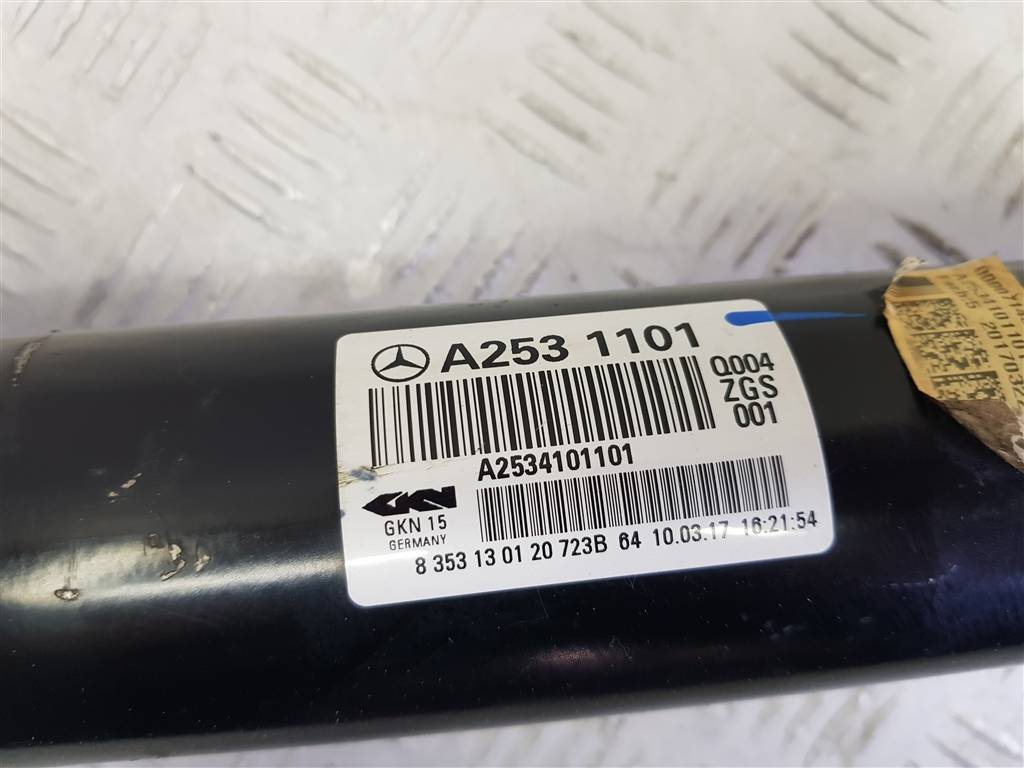 A253 1101
Q004
ZGS
001
A2534101101
GKN
GKN 15
GERMANY
8 353 13 01 20 723B 64 10.03.17 16:21:54